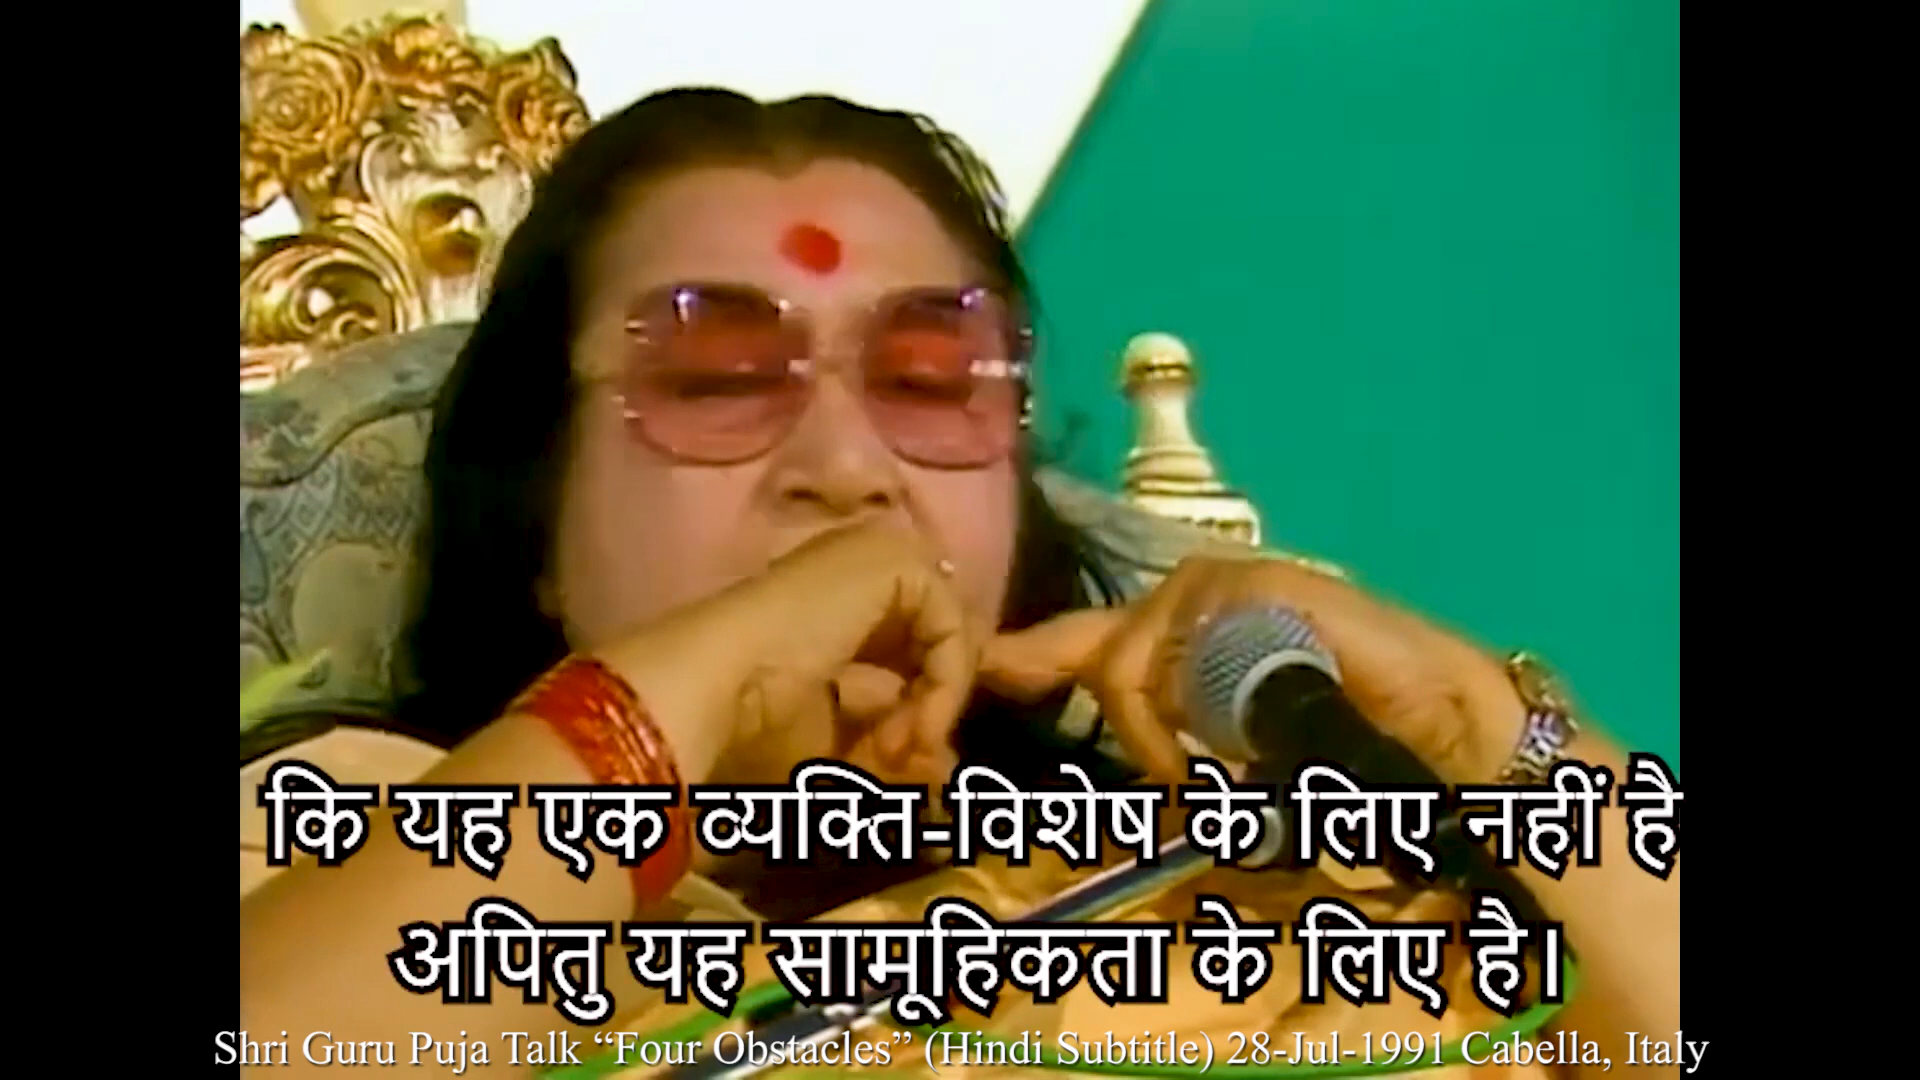 कि यह एक व्यक्ति-विशेष के लिए नहीं है
अपितु यह सामूहिकता के लिए है।
Shri Guru Puja Talk “Four Obstacles” (Hindi Subtitle) 28-Jul-1991 Cabella, Italy